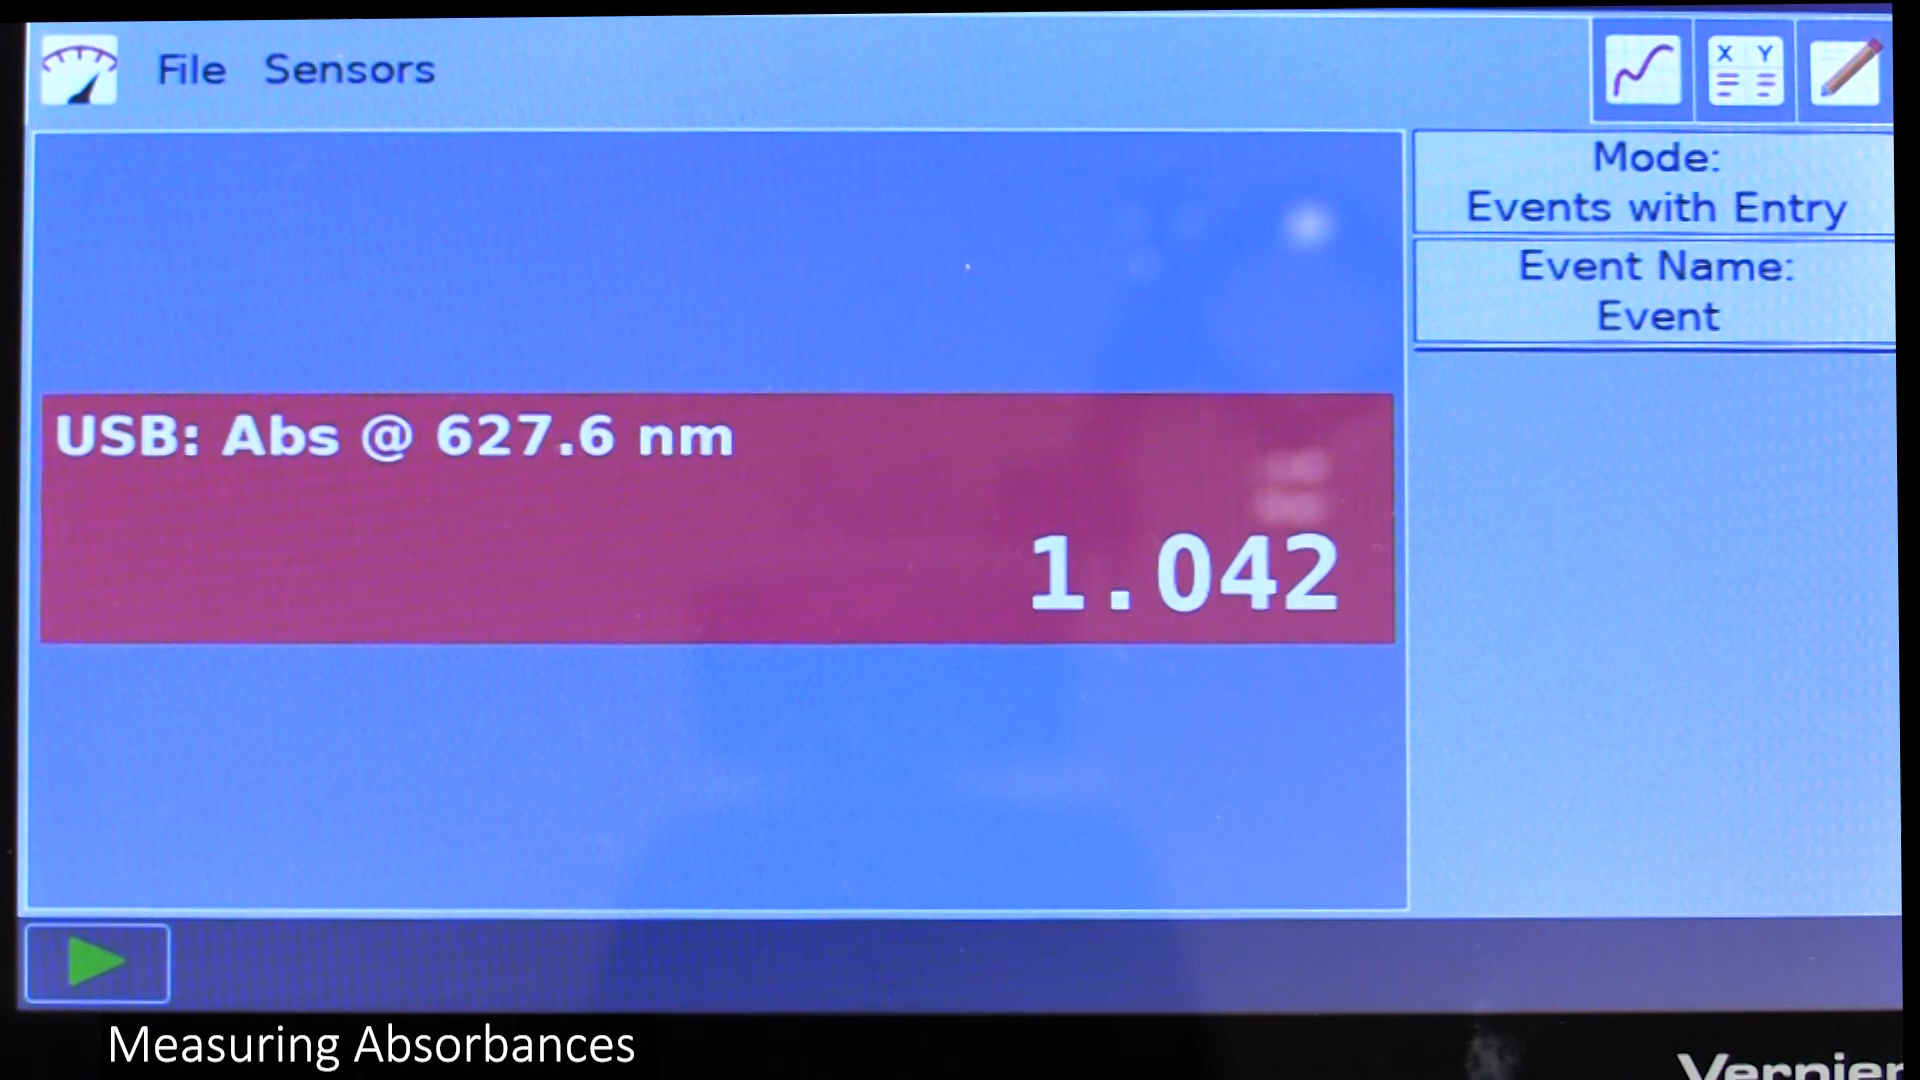 File Sensors
X Y
Mode:
Events with Entry
Event Name:
Event
USB: Abs @ 627.6 nm
1.042
Measuring Absorbances
Vernier